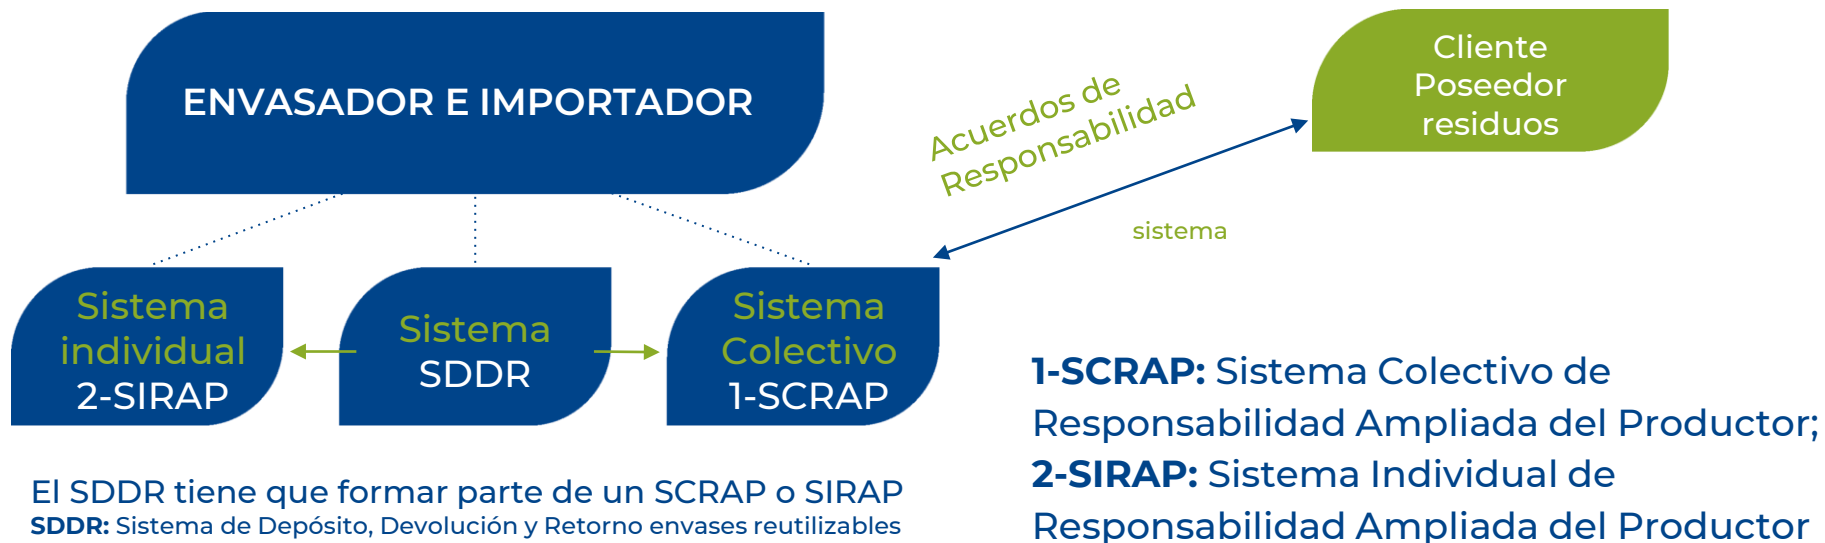 ENVASADOR E IMPORTADOR
Acuerdos de
Responsabilidad
Cliente
Poseedor
residuos
sistema
Sistema
individual
2-SIRAP
Sistema
SDDR
Sistema
Colectivo
1-SCRAP
El SDDR tiene que formar parte de un SCRAP o SIRAP
SDDR: Sistema de Depósito, Devolución y Retorno envases reutilizables
1-SCRAP: Sistema Colectivo de
Responsabilidad Ampliada del Productor;
2-SIRAP: Sistema Individual de
Responsabilidad Ampliada del Productor